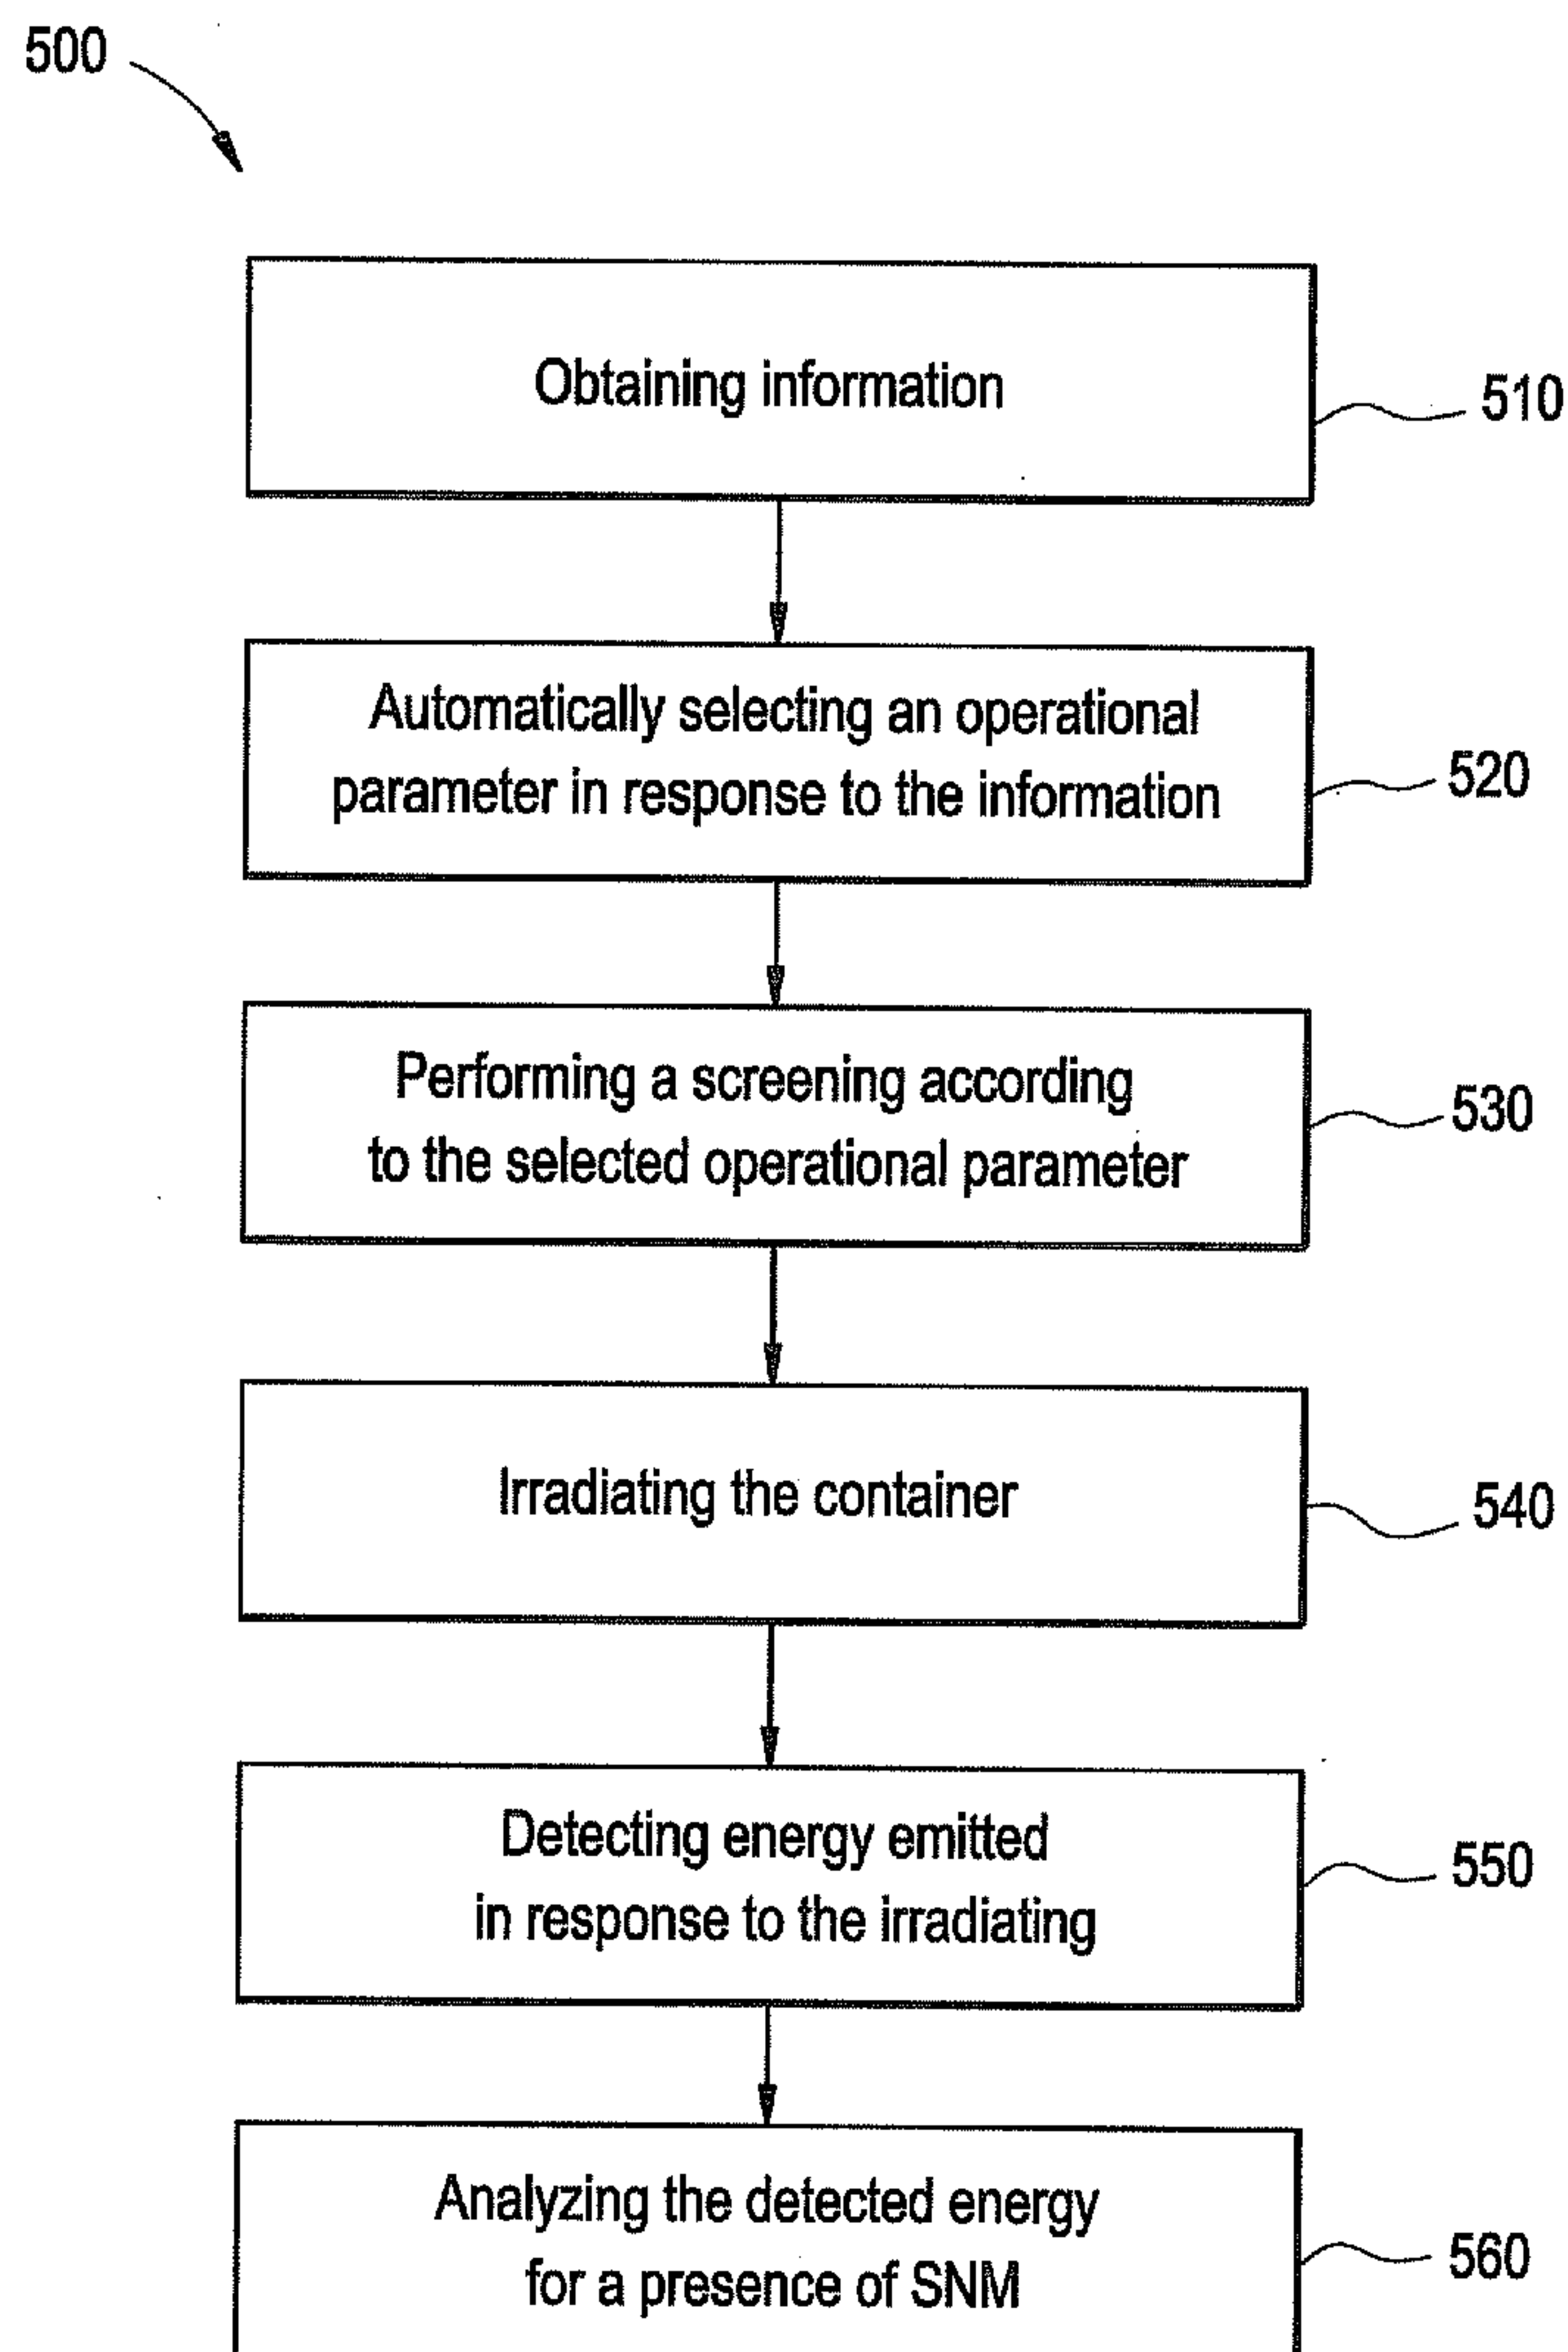 500
Obtaining information
510
Automatically selecting an operational
parameter in response to the information
520
Performing a screening according
to the selected operational parameter
530
Irradiating the container
540
Detecting energy emitted
in response to the irradiating
550
Analyzing the detected energy
for a presence of SNM
560